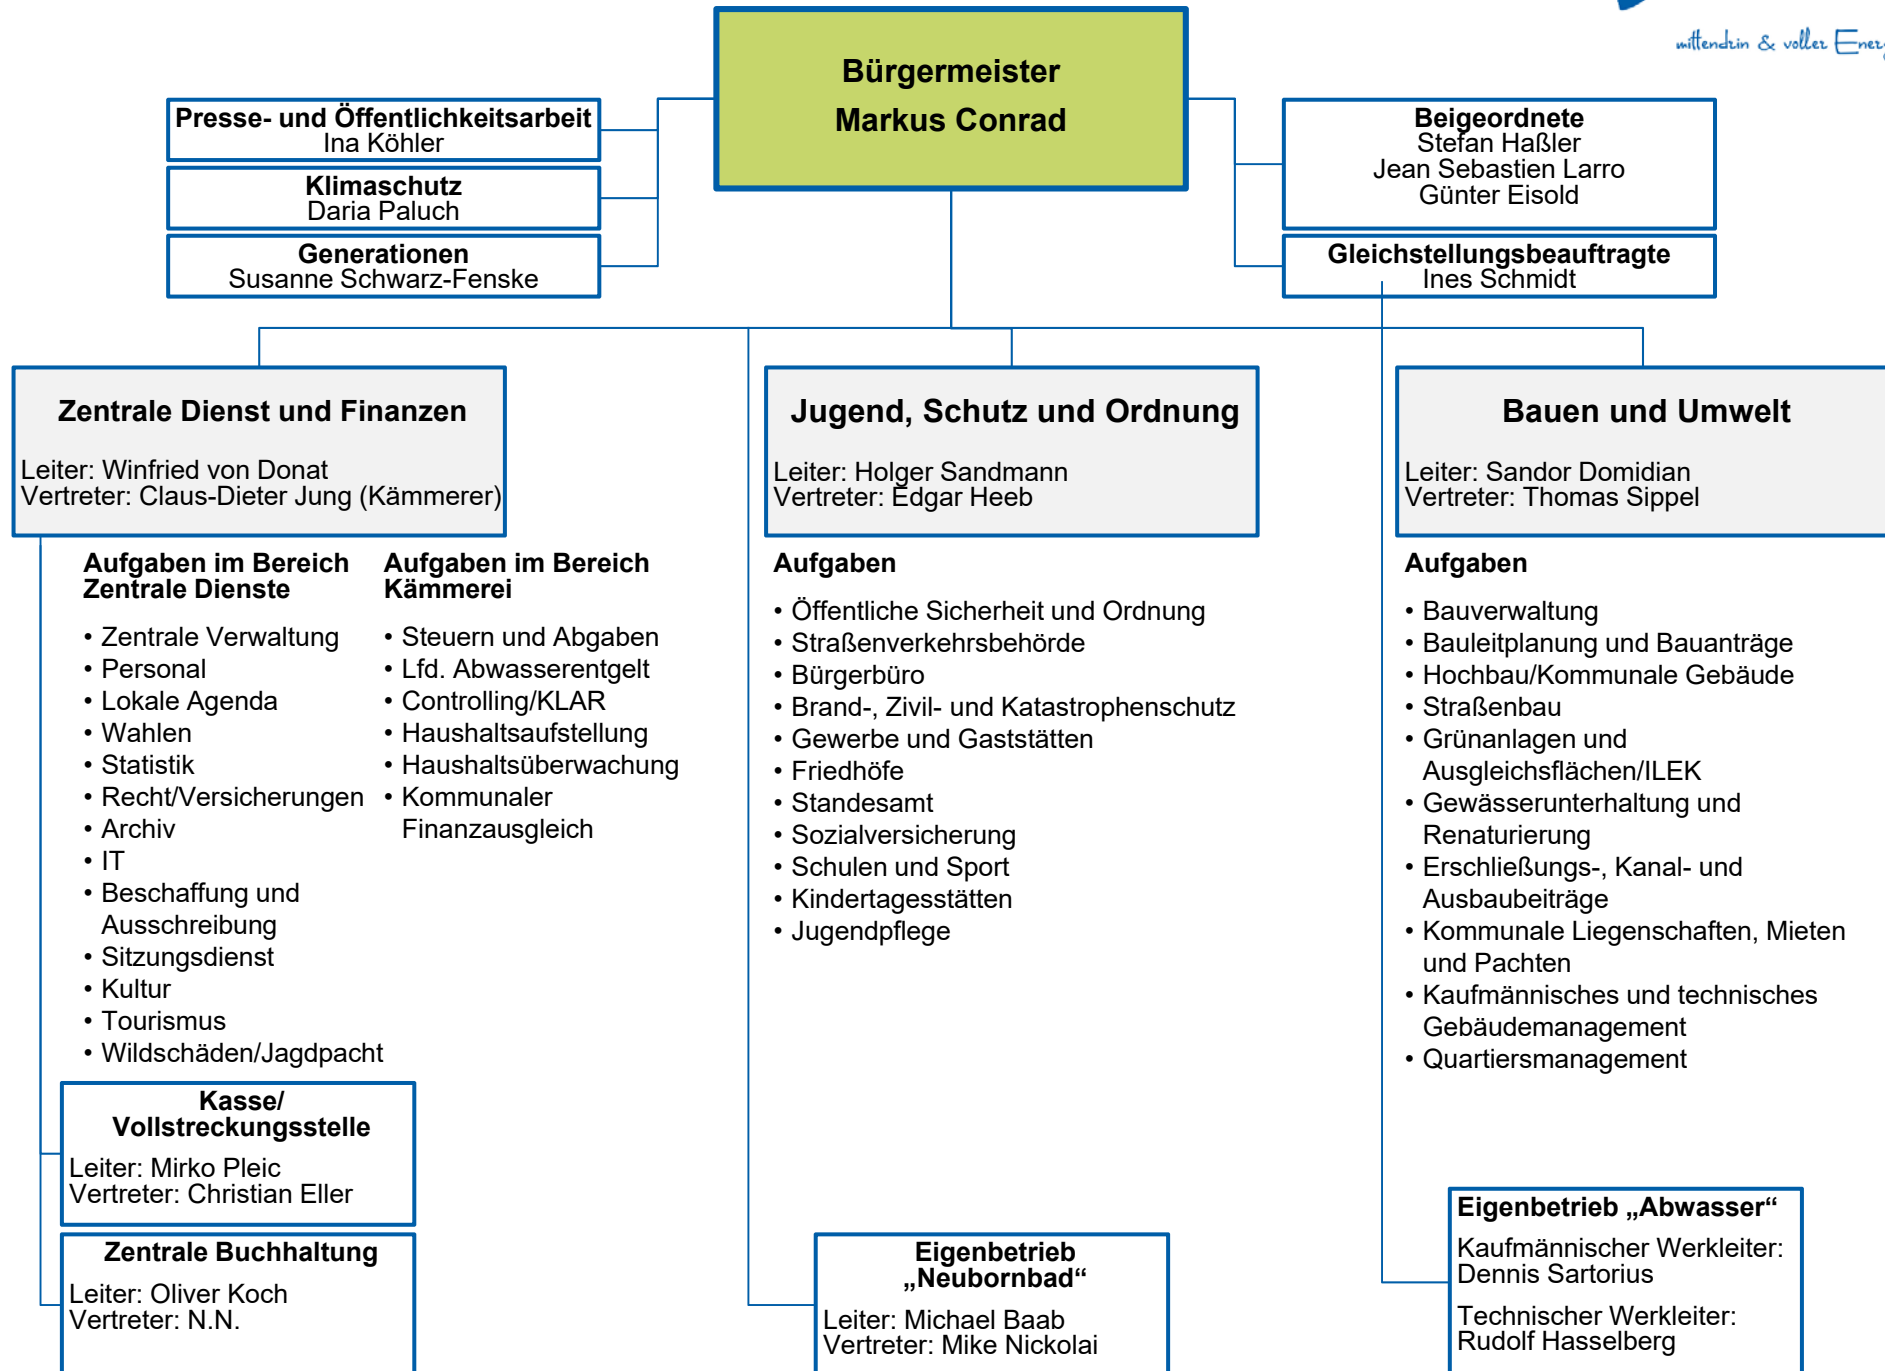 mittendrin & voller
Bürgermeister
Markus Conrad
Presse- und Öffentlichkeitsarbeit
Ina Köhler
Klimaschutz
Daria Paluch
Generationen
Susanne Schwarz-Fenske
Beigeordnete
Stefan Haßler
Jean Sebastien Larro
Günter Eisold
Gleichstellungsbeauftragte
Ines Schmidt
Zentrale Dienst und Finanzen
Leiter: Winfried von Donat
Vertreter: Claus-Dieter Jung (Kämmerer)
Aufgaben im Bereich
Zentrale Dienste
• Zentrale Verwaltung
• Personal
• Lokale Agenda
• Wahlen
• Statistik
• Recht/Versicherungen
• Archiv
• IT
• Beschaffung und
Ausschreibung
• Sitzungsdienst
• Kultur
• Tourismus
• Wildschäden/Jagdpacht
Aufgaben im Bereich
Kämmerei
• Steuern und Abgaben
• Lfd. Abwasserentgelt
• Controlling/KLAR
• Haushaltsaufstellung
• Haushaltsüberwachung
• Kommunaler
Finanzausgleich
Kasse/
Vollstreckungsstelle
Leiter: Mirko Pleic
Vertreter: Christian Eller
Zentrale Buchhaltung
Leiter: Oliver Koch
Vertreter: N.N.
Jugend, Schutz und Ordnung
Leiter: Holger Sandmann
Vertreter: Edgar Heeb
Aufgaben
• Öffentliche Sicherheit und Ordnung
• Straßenverkehrsbehörde
• Bürgerbüro
• Brand-, Zivil- und Katastrophenschutz
• Gewerbe und Gaststätten
• Friedhöfe
• Standesamt
• Sozialversicherung
• Schulen und Sport
• Kindertagesstätten
• Jugendpflege
Eigenbetrieb
„Neubornbad“
Leiter: Michael Baab
Vertreter: Mike Nickolai
Bauen und Umwelt
Leiter: Sandor Domidian
Vertreter: Thomas Sippel
Aufgaben
• Bauverwaltung
• Bauleitplanung und Bauanträge
• Hochbau/Kommunale Gebäude
• Straßenbau
• Grünanlagen und
Ausgleichsflächen/ILEK
• Gewässerunterhaltung und
Renaturierung
• Erschließungs-, Kanal- und
Ausbaubeiträge
• Kommunale Liegenschaften, Mieten
und Pachten
• Kaufmännisches und technisches
Gebäudemanagement
• Quartiersmanagement
Eigenbetrieb „Abwasser“
Kaufmännischer Werkleiter:
Dennis Sartorius
Technischer Werkleiter:
Rudolf Hasselberg